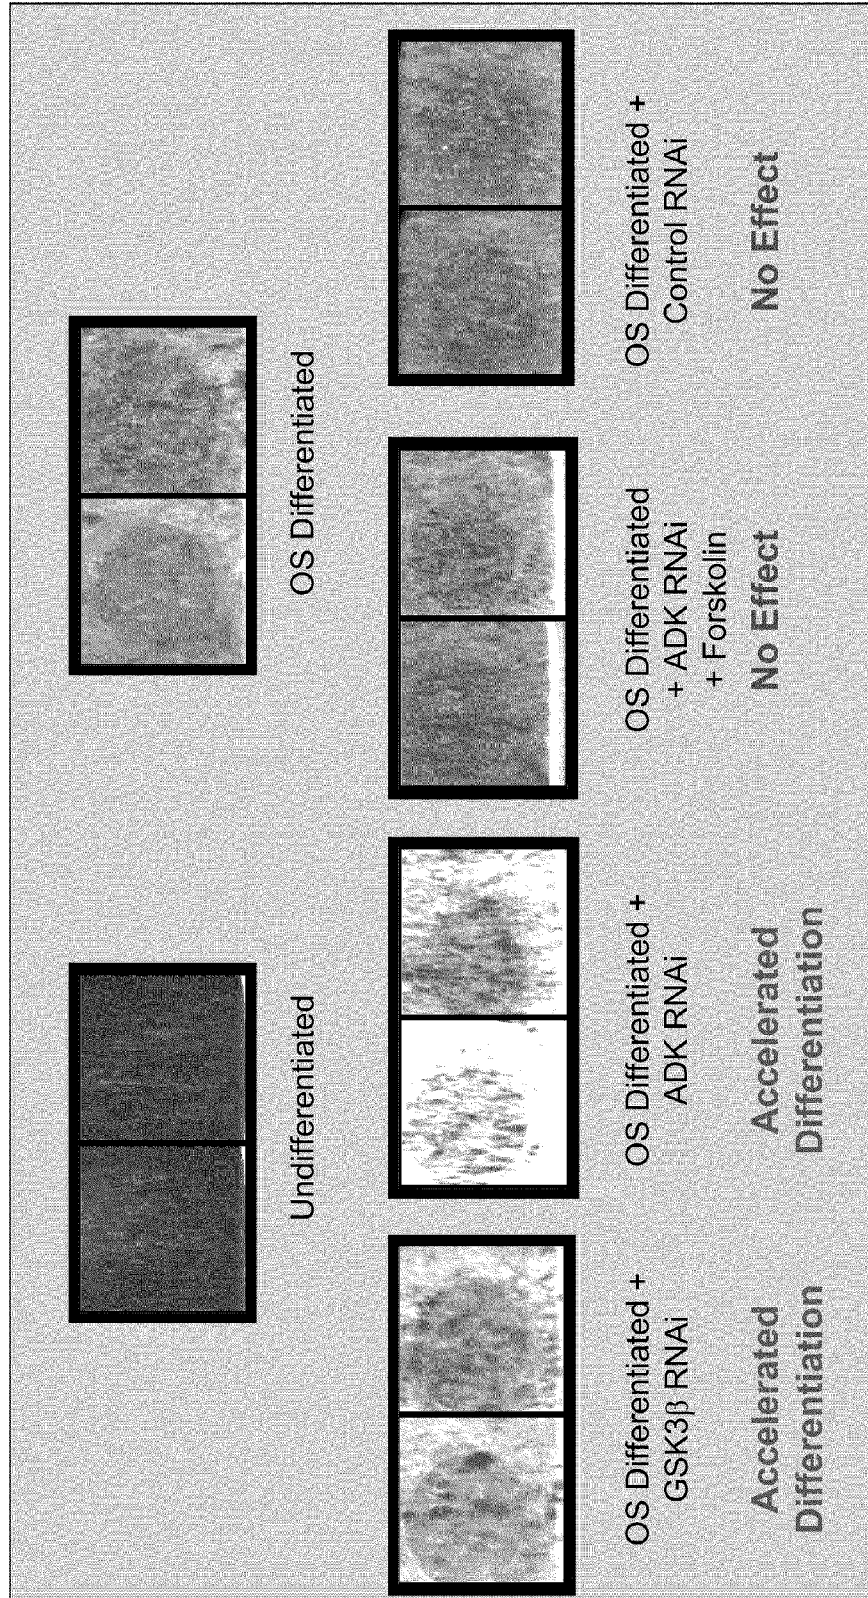 Undifferentiated
OS Differentiated
OS Differentiated +
GSK3β RNAi
Accelerated
Differentiation
OS Differentiated +
ADK RNAi
Accelerated
Differentiation
OS Differentiated
+ ADK RNAi
+ Forskolin
No Effect
OS Differentiated +
Control RNAi
No Effect